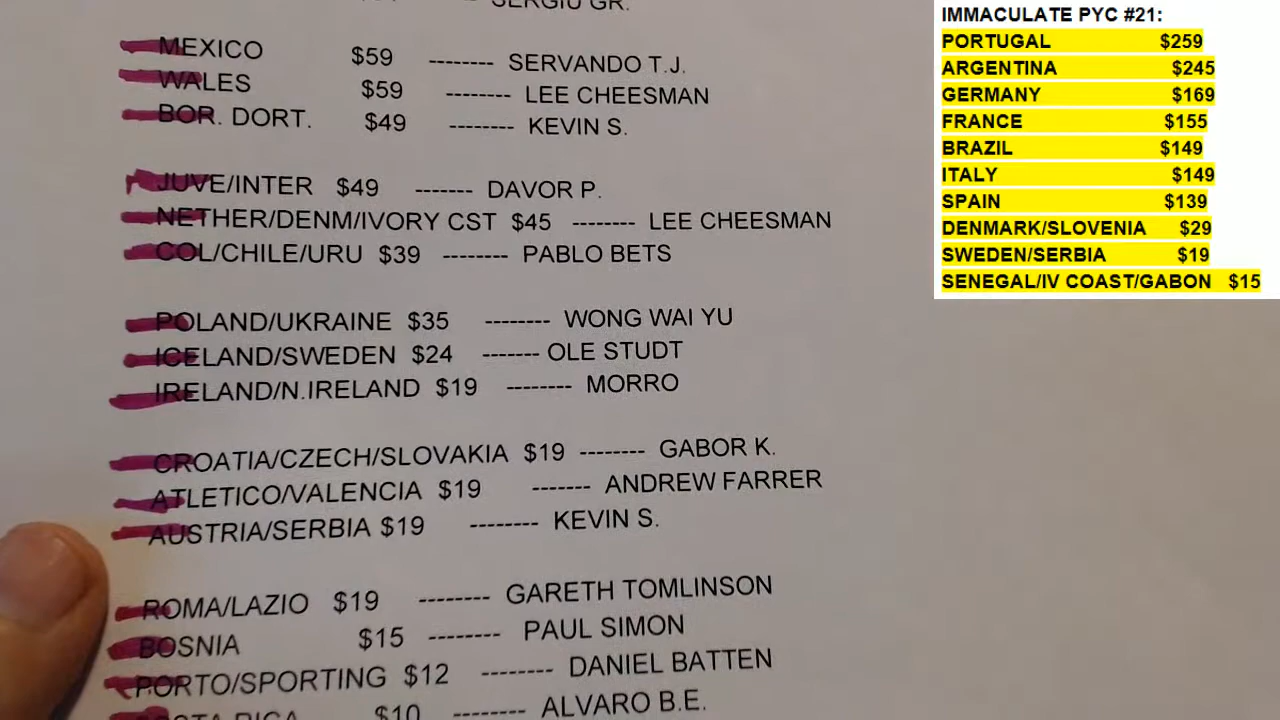 SERGIU GR.
MEXICO $59 -------- SERVANDO T.J.
WALES $59 -------- LEE CHEESMAN
BOR. DORT. $49 -------- KEVIN S.
JUVE/INTER $49 ------- DAVOR P.
NETHER/DENM/IVORY CST $45 -------- LEE CHEESMAN
COL/CHILE/URU $39 -------- PABLO BETS
POLAND/UKRAINE $35 -------- WONG WAI YU
ICELAND/SWEDEN $24 ------- OLE STUDT
IRELAND/N.IRELAND $19 -------- MORRO
CROATIA/CZECH/SLOVAKIA $19 -------- GABOR K.
ATLETICO/VALENCIA $19 ------- ANDREW FARRER
AUSTRIA/SERBIA $19 -------- KEVIN S.
ROMA/LAZIO $19 -------- GARETH TOMLINSON
BOSNIA $15 -------- PAUL SIMON
PORTO/SPORTING $12 -------- DANIEL BATTEN
COSTA RICA $10 -------- ALVARO B.E.
IMMACULATE PYC #21:
PORTUGAL $259
ARGENTINA $245
GERMANY $169
FRANCE $155
BRAZIL $149
ITALY $149
SPAIN $139
DENMARK/SLOVENIA $29
SWEDEN/SERBIA $19
SENEGAL/IV COAST/GABON $15